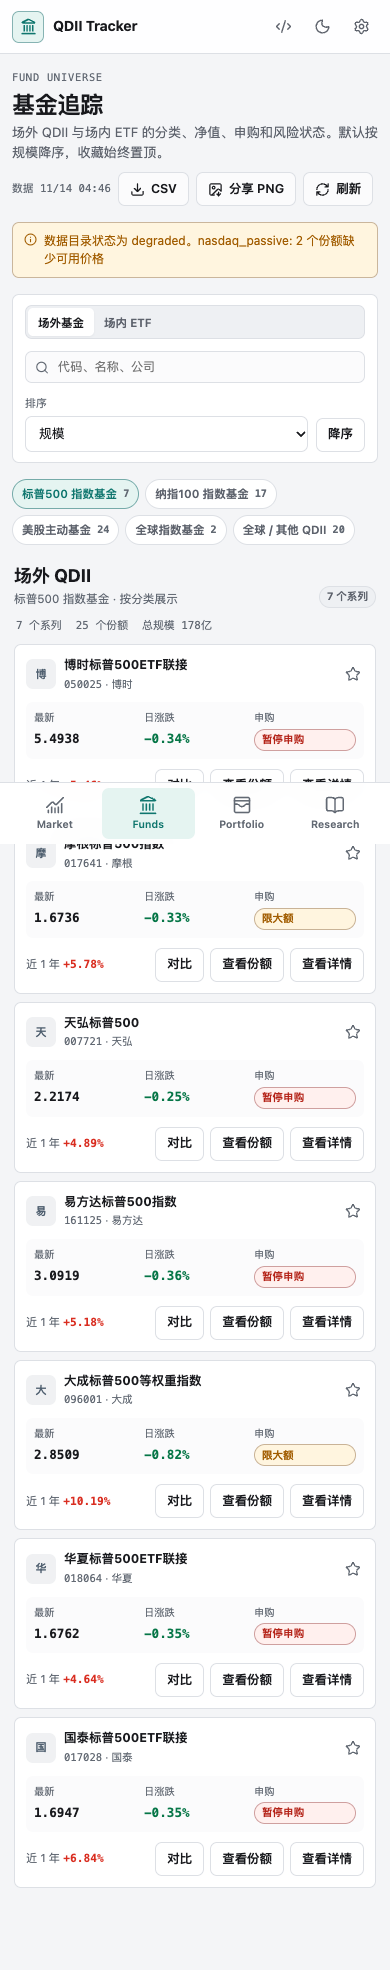 QDII Tracker
FUND UNIVERSE
基金追踪
场外 QDII 与场内 ETF 的分类、净值、申购和风险状态。默认按
规模降序，收藏始终置顶。
数据 11/14 04:46
CSV
分享 PNG
刷新
数据目录状态为 degraded。nasdaq_passive: 2 个份额缺
少可用价格
场外基金
场内 ETF
代码、名称、公司
排序
规模
降序
标普500 指数基金 7
纳指100 指数基金 17
美股主动基金 24
全球指数基金 2
全球 / 其他 QDII 20
场外 QDII
标普500 指数基金 · 按分类展示
7 个系列
7 个系列 25 个份额 总规模 178亿
博
博时标普500ETF联接
050025 · 博时
最新 日涨跌 申购
5.4938 -0.34% 暂停申购
Market
Funds
Portfolio
Research
摩
摩根标普500指数
017641 · 摩根
最新 日涨跌 申购
1.6736 -0.33% 限大额
近 1 年 +5.78% 对比 查看份额 查看详情
天
天弘标普500
007721 · 天弘
最新 日涨跌 申购
2.2174 -0.25% 暂停申购
近 1 年 +4.89% 对比 查看份额 查看详情
易
易方达标普500指数
161125 · 易方达
最新 日涨跌 申购
3.0919 -0.36% 暂停申购
近 1 年 +5.18% 对比 查看份额 查看详情
大
大成标普500等权重指数
096001 · 大成
最新 日涨跌 申购
2.8509 -0.82% 限大额
近 1 年 +10.19% 对比 查看份额 查看详情
华
华夏标普500ETF联接
018064 · 华夏
最新 日涨跌 申购
1.6762 -0.35% 暂停申购
近 1 年 +4.64% 对比 查看份额 查看详情
国
国泰标普500ETF联接
017028 · 国泰
最新 日涨跌 申购
1.6947 -0.35% 暂停申购
近 1 年 +6.84% 对比 查看份额 查看详情